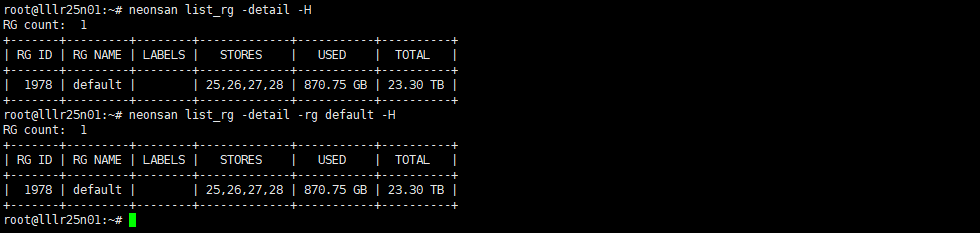 root@lllr25n01:~# neonsan list_rg -detail -H
RG count:  1
+-------+---------+--------+-------------+-----------+----------+
| RG ID | RG NAME | LABELS |   STORES    |   USED    |  TOTAL   |
+-------+---------+--------+-------------+-----------+----------+
|  1978 | default |        | 25,26,27,28 | 870.75 GB | 23.30 TB |
+-------+---------+--------+-------------+-----------+----------+
root@lllr25n01:~# neonsan list_rg -detail -rg default -H
RG count:  1
+-------+---------+--------+-------------+-----------+----------+
| RG ID | RG NAME | LABELS |   STORES    |   USED    |  TOTAL   |
+-------+---------+--------+-------------+-----------+----------+
|  1978 | default |        | 25,26,27,28 | 870.75 GB | 23.30 TB |
+-------+---------+--------+-------------+-----------+----------+
root@lllr25n01:~#